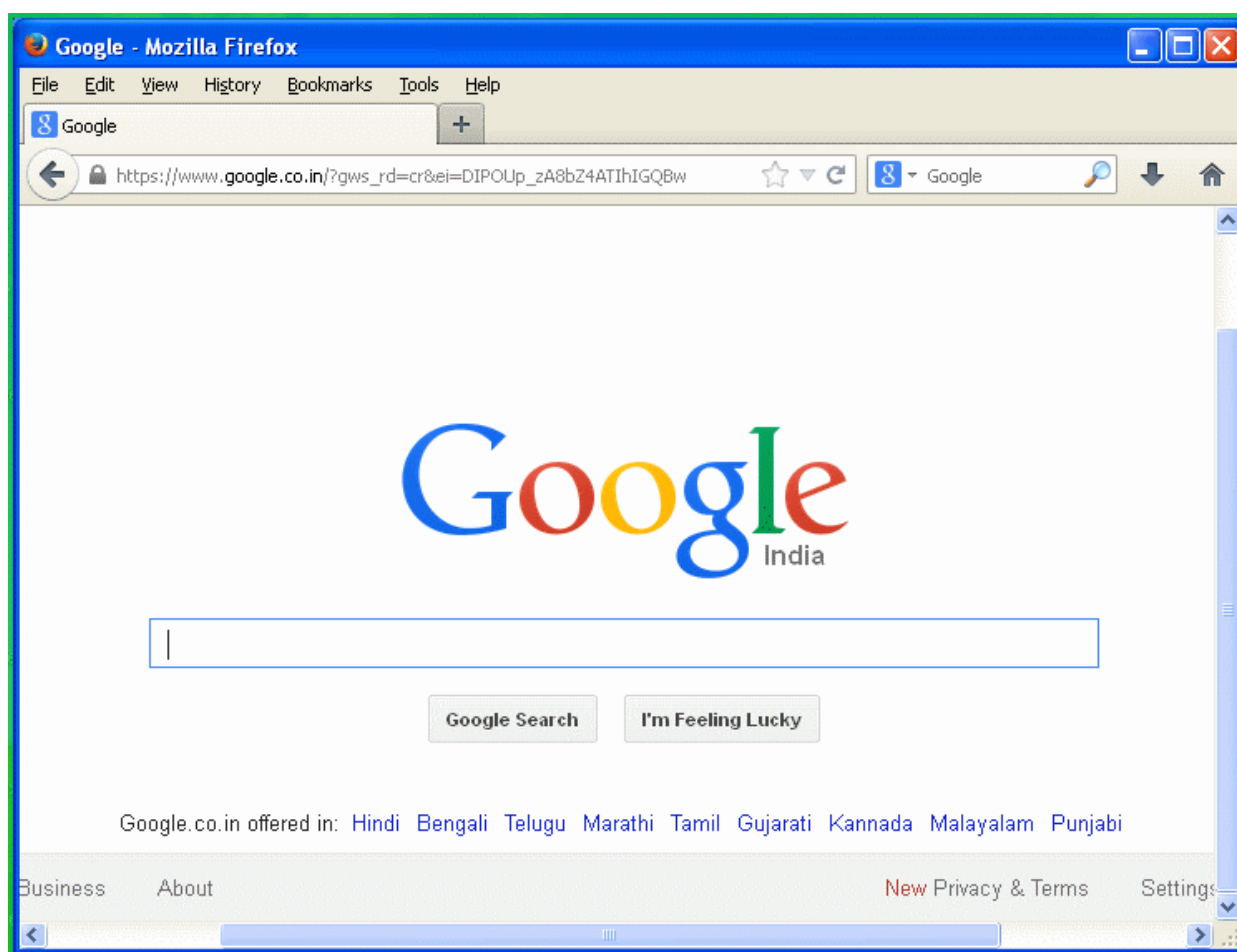 Google - Mozilla Firefox
File Edit View History Bookmarks Tools Help
Google
https://www.google.co.in/?gws_rd=cr&ei=DIPOUp_zA8bZ4ATIhIGQBw Google
Google
India
Google Search I'm Feeling Lucky
Google.co.in offered in: Hindi Bengali Telugu Marathi Tamil Gujarati Kannada Malayalam Punjabi
Business About New Privacy & Terms Settings